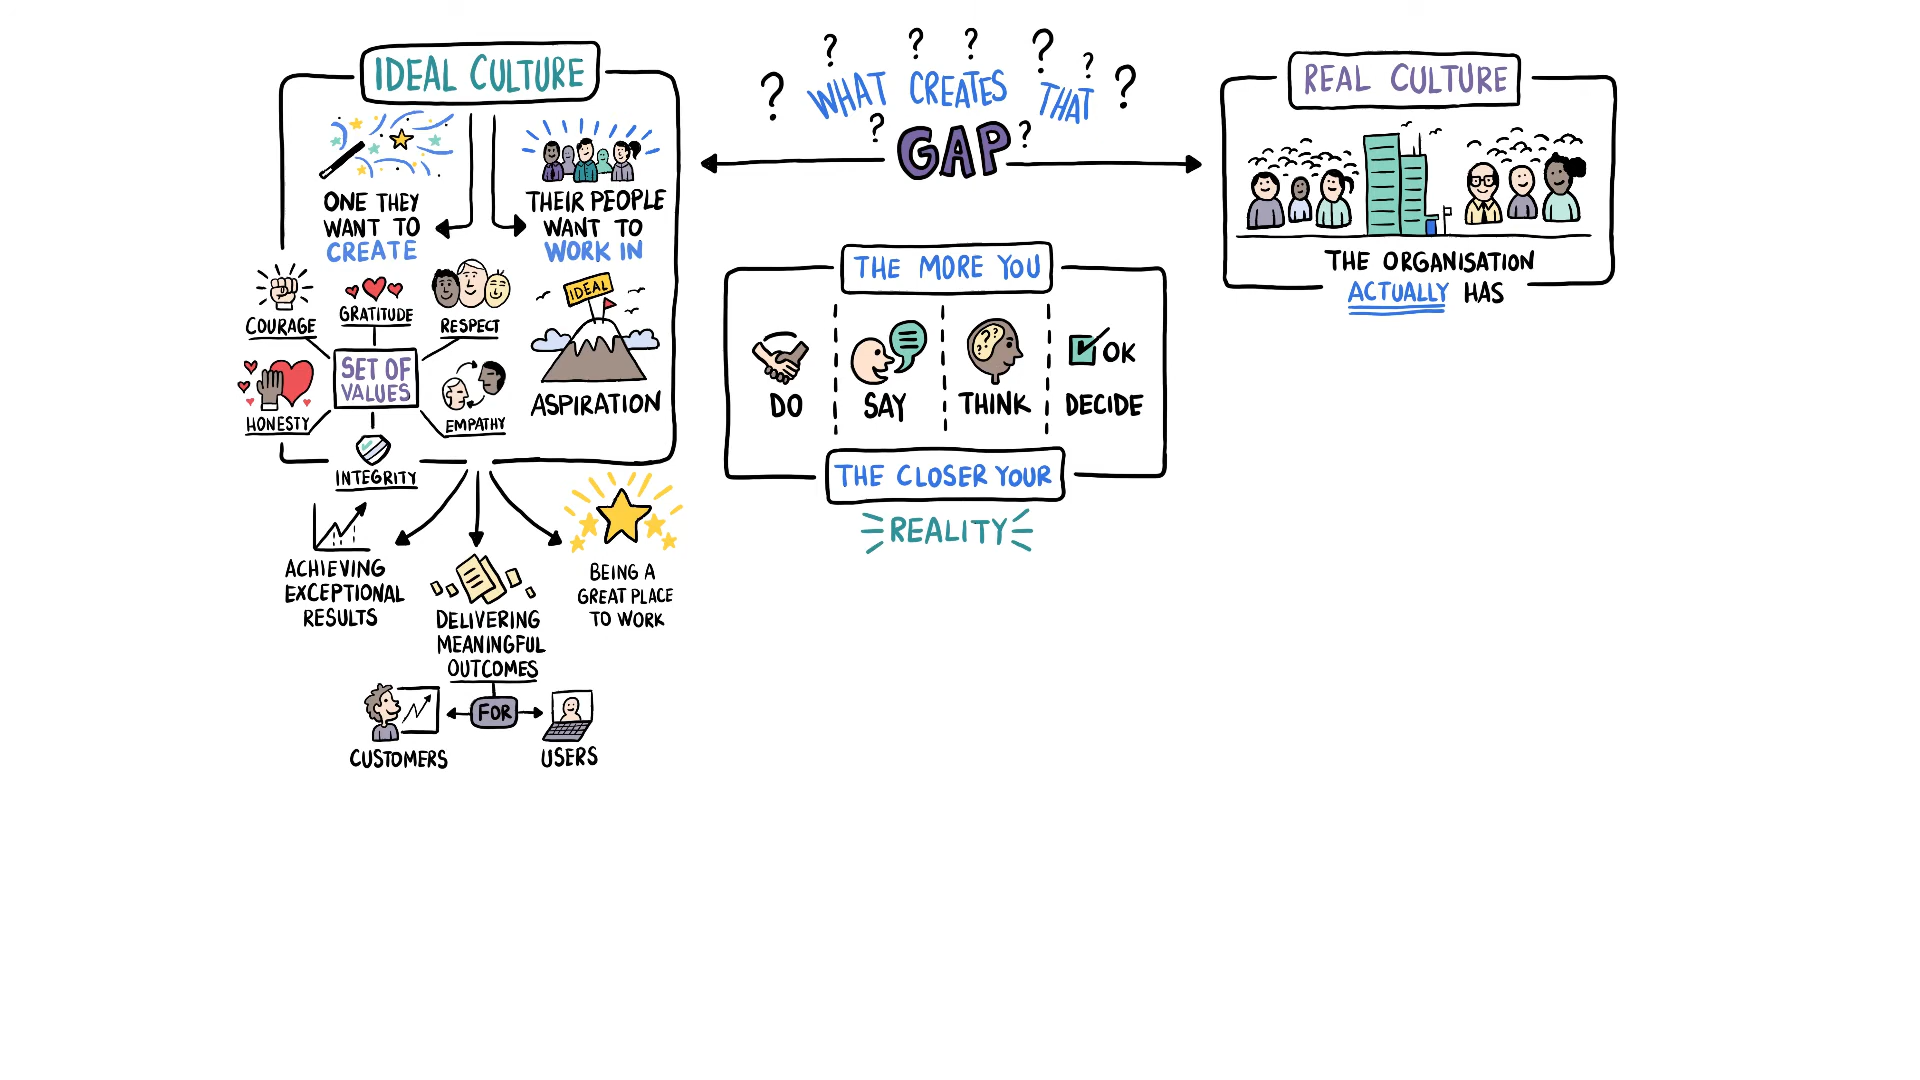 IDEAL CULTURE
ONE THEY
WANT TO
CREATE
THEIR PEOPLE
WANT TO
WORK IN
COURAGE
GRATITUDE
RESPECT
SET OF
VALUES
HONESTY
EMPATHY
INTEGRITY
IDEAL
ASPIRATION
ACHIEVING
EXCEPTIONAL
RESULTS
DELIVERING
MEANINGFUL
OUTCOMES
BEING A
GREAT PLACE
TO WORK
FOR
CUSTOMERS
USERS
? ? ? ? ?
? WHAT CREATES THAT ?
? GAP ?
THE MORE YOU
? ? ?
OK
DO
SAY
THINK
DECIDE
THE CLOSER YOUR
REALITY
REAL CULTURE
THE ORGANISATION
ACTUALLY HAS